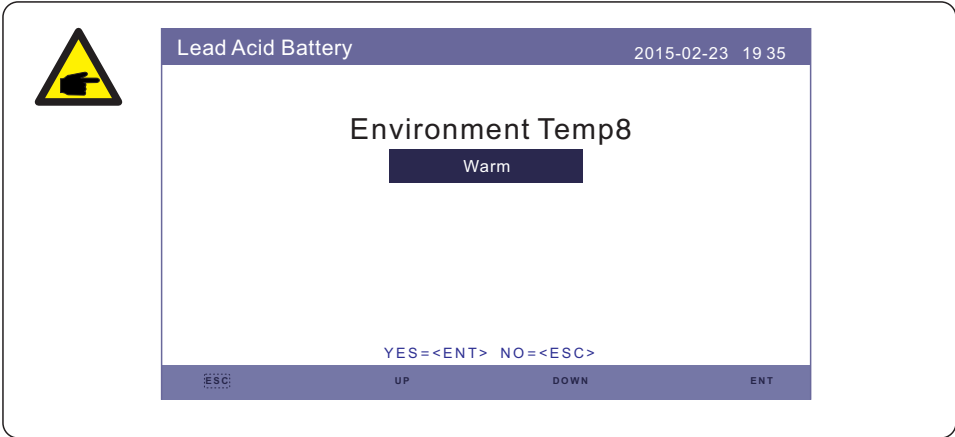 Lead Acid Battery 2015-02-23 19 35
Environment Temp8
Warm
YES=<ENT> NO=<ESC>
ESC UP DOWN ENT